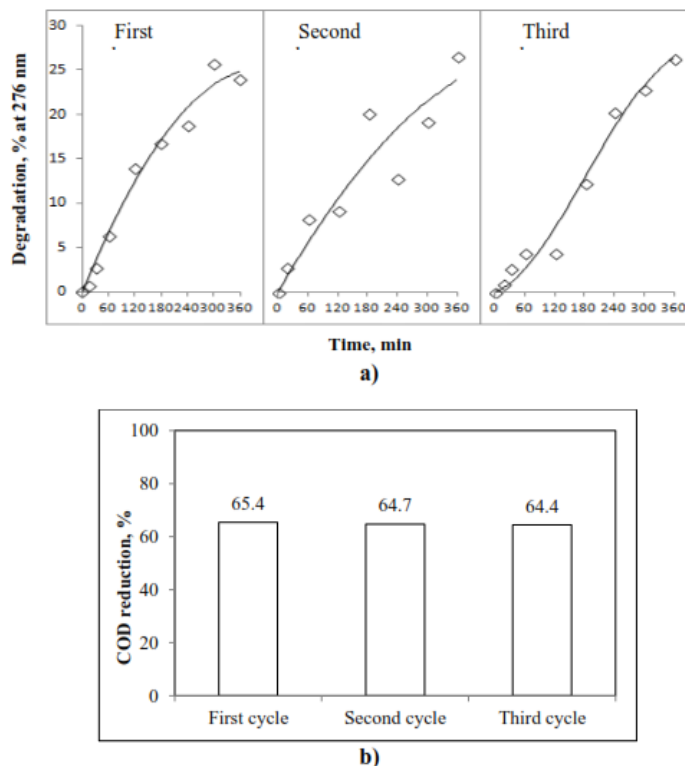 First Second Third
30
25
20
15
10
5
0
Degradation, % at 276 nm
0 60 120 180 240 300 360 0 60 120 180 240 300 360 0 60 120 180 240 300 360
Time, min
a)
100
80
60
40
20
0
COD reduction, %
65.4 64.7 64.4
First cycle Second cycle Third cycle
b)